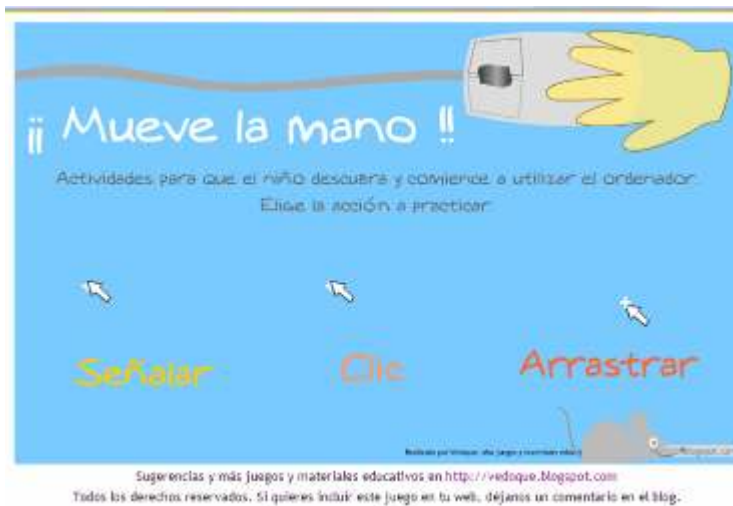 ¡¡ Mueve la mano !!
Actividades para que el niño descubra y comience a utilizar el ordenador.
Elige la acción a practicar
Señalar
Clic
Arrastrar
Sugerencias y más juegos y materiales educativos en http://vedoque.blogspot.com
Todos los derechos reservados. Si quieres incluir este juego en tu web, déjanos un comentario en el blog.